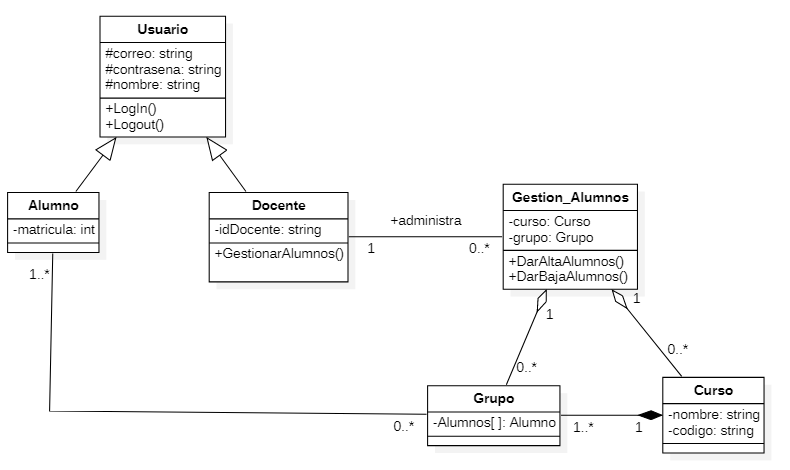 Usuario
#correo: string
#contrasena: string
#nombre: string
+LogIn()
+Logout()
Alumno
-matricula: int
Docente
-idDocente: string
+GestionarAlumnos()
+administra
1
0..*
Gestion_Alumnos
-curso: Curso
-grupo: Grupo
+DarAltaAlumnos()
+DarBajaAlumnos()
1..*
1
1
0..*
0..*
Grupo
-Alumnos[ ]: Alumno
0..*
1..*
1
Curso
-nombre: string
-codigo: string